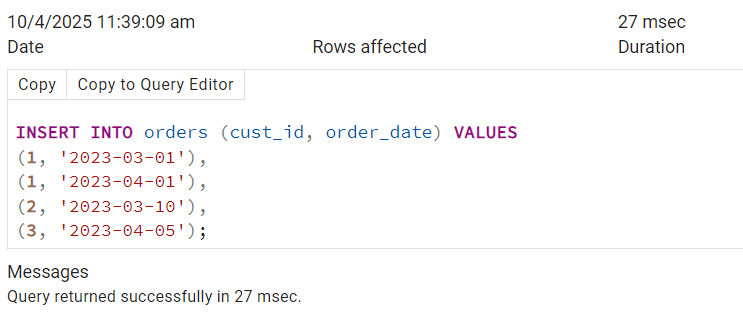 10/4/2025 11:39:09 am 27 msec
Date Rows affected Duration
Copy Copy to Query Editor
INSERT INTO orders (cust_id, order_date) VALUES
(1, '2023-03-01'),
(1, '2023-04-01'),
(2, '2023-03-10'),
(3, '2023-04-05');
Messages
Query returned successfully in 27 msec.